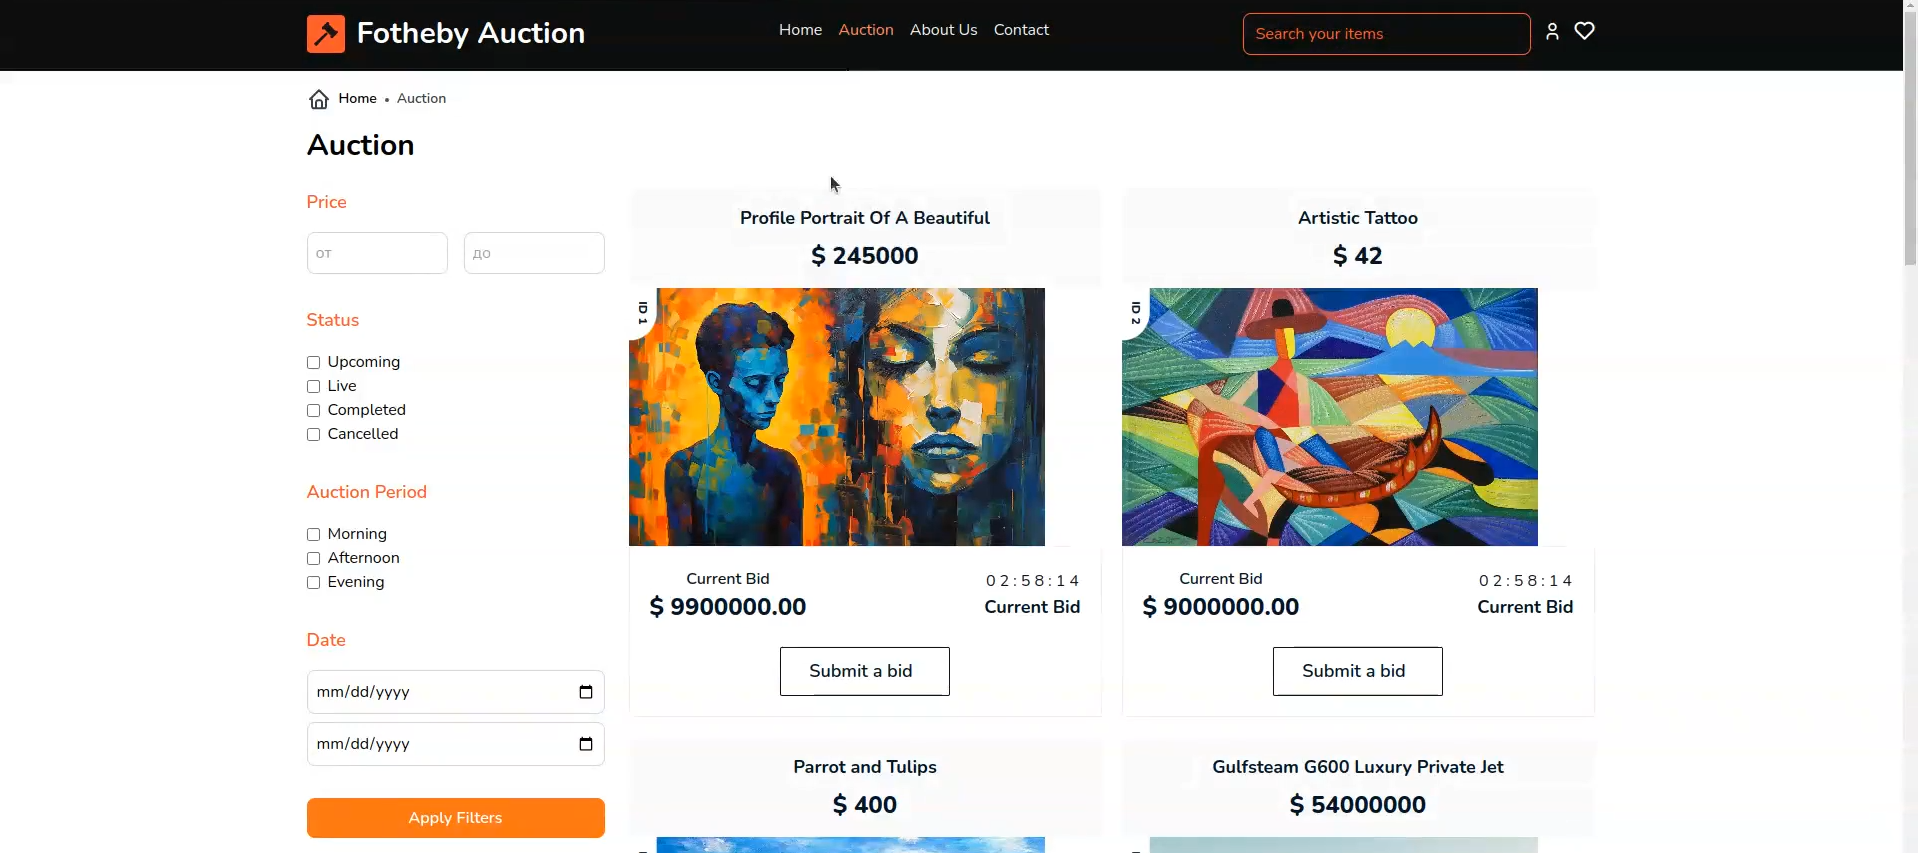 Fotheby Auction
Home Auction About Us Contact
Search your items
Home • Auction
Auction
Price
от до
Status
Upcoming
Live
Completed
Cancelled
Auction Period
Morning
Afternoon
Evening
Date
mm/dd/yyyy
mm/dd/yyyy
Apply Filters
Profile Portrait Of A Beautiful
$ 245000
ID 1
Current Bid 02:58:14
$ 9900000.00 Current Bid
Submit a bid
Artistic Tattoo
$ 42
ID 2
Current Bid 02:58:14
$ 9000000.00 Current Bid
Submit a bid
Parrot and Tulips
$ 400
Gulfsteam G600 Luxury Private Jet
$ 54000000